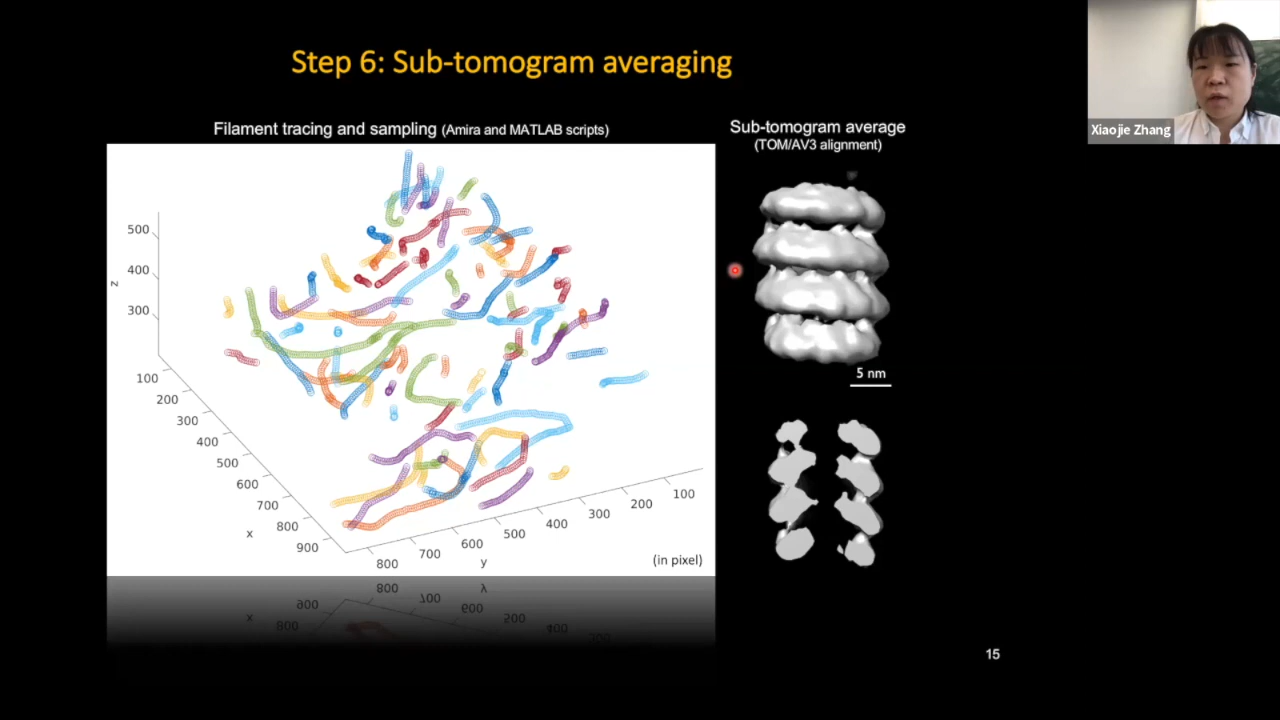 Step 6: Sub-tomogram averaging
Xiaojie Zhang
Filament tracing and sampling (Amira and MATLAB scripts)
Sub-tomogram average
(TOM/AV3 alignment)
500
400
300
z
100
200
300
400
500
600
700
800
900
x
800
700
600
500
400
300
200
100
y
(in pixel)
5 nm
15